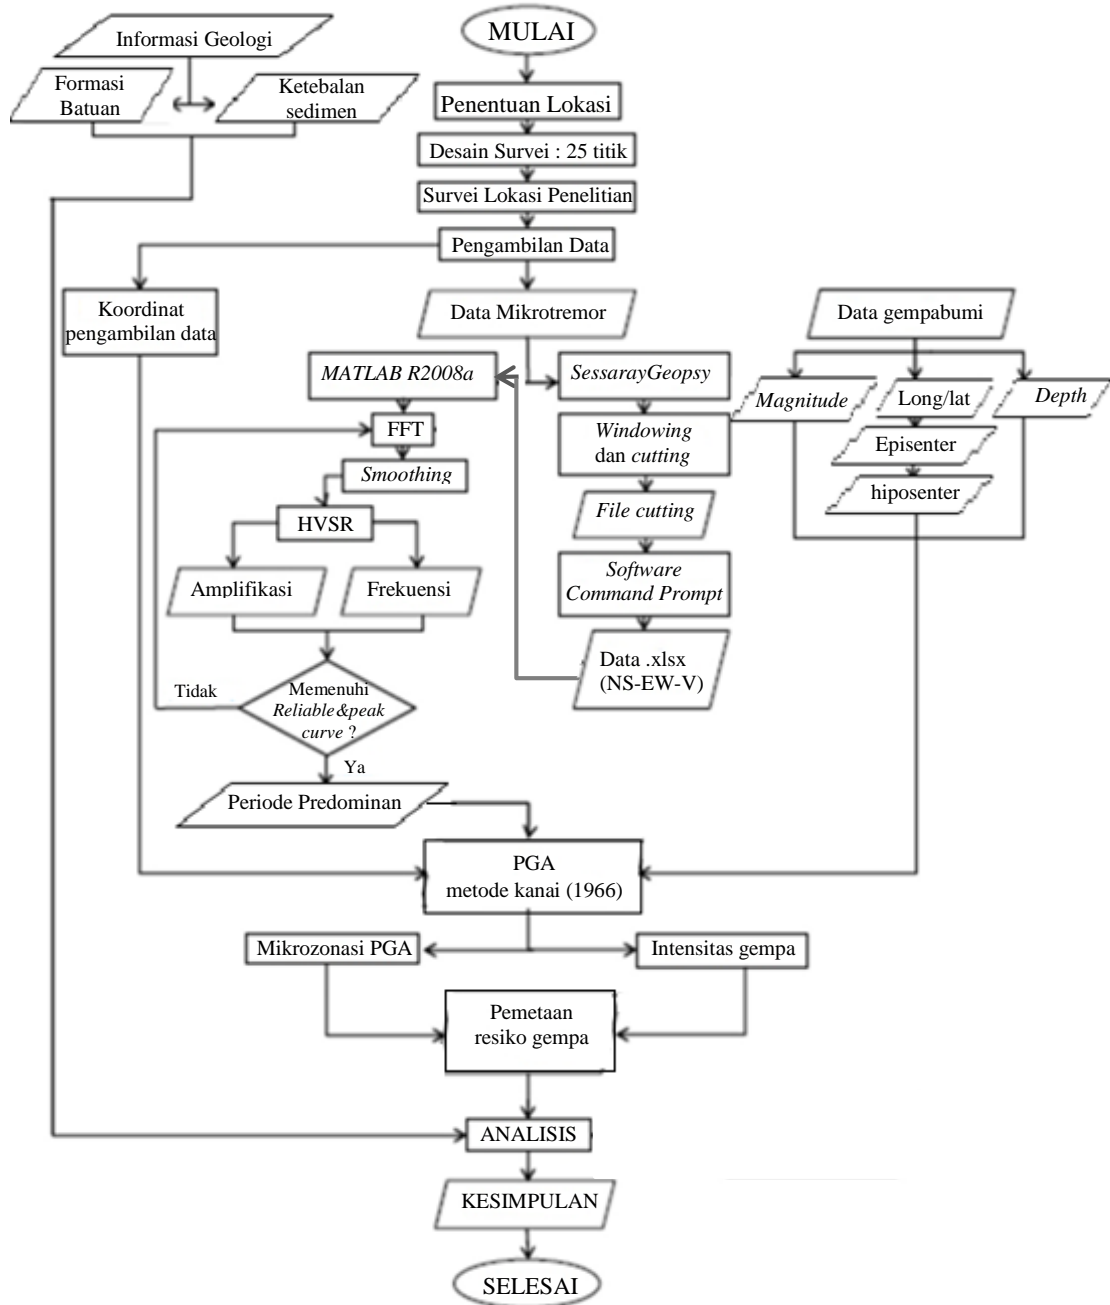 Informasi Geologi
Formasi
Batuan
Ketebalan
sedimen
MULAI
Penentuan Lokasi
Desain Survei : 25 titik
Survei Lokasi Penelitian
Pengambilan Data
Koordinat
pengambilan data
Data Mikrotremor
Data gempabumi
MATLAB R2008a
SessarayGeopsy
Magnitude
Long/lat
Depth
FFT
Windowing
dan cutting
Episenter
Smoothing
hiposenter
HVSR
File cutting
Amplifikasi
Frekuensi
Software
Command Prompt
Data .xlsx
(NS-EW-V)
Tidak
Memenuhi
Reliable&peak
curve ?
Ya
Periode Predominan
PGA
metode kanai (1966)
Mikrozonasi PGA
Intensitas gempa
Pemetaan
resiko gempa
ANALISIS
KESIMPULAN
SELESAI